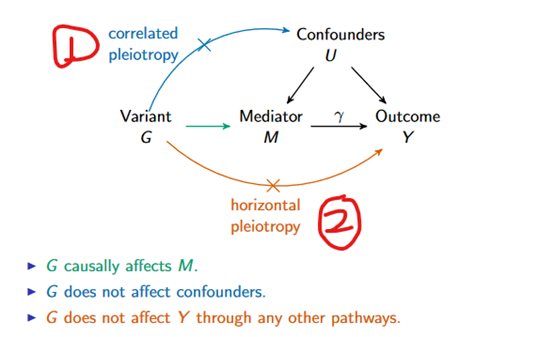 1
correlated
pleiotropy
Confounders
U
Variant
G
Mediator
M
γ
Outcome
Y
horizontal
pleiotropy
2
▶ G causally affects M.
▶ G does not affect confounders.
▶ G does not affect Y through any other pathways.